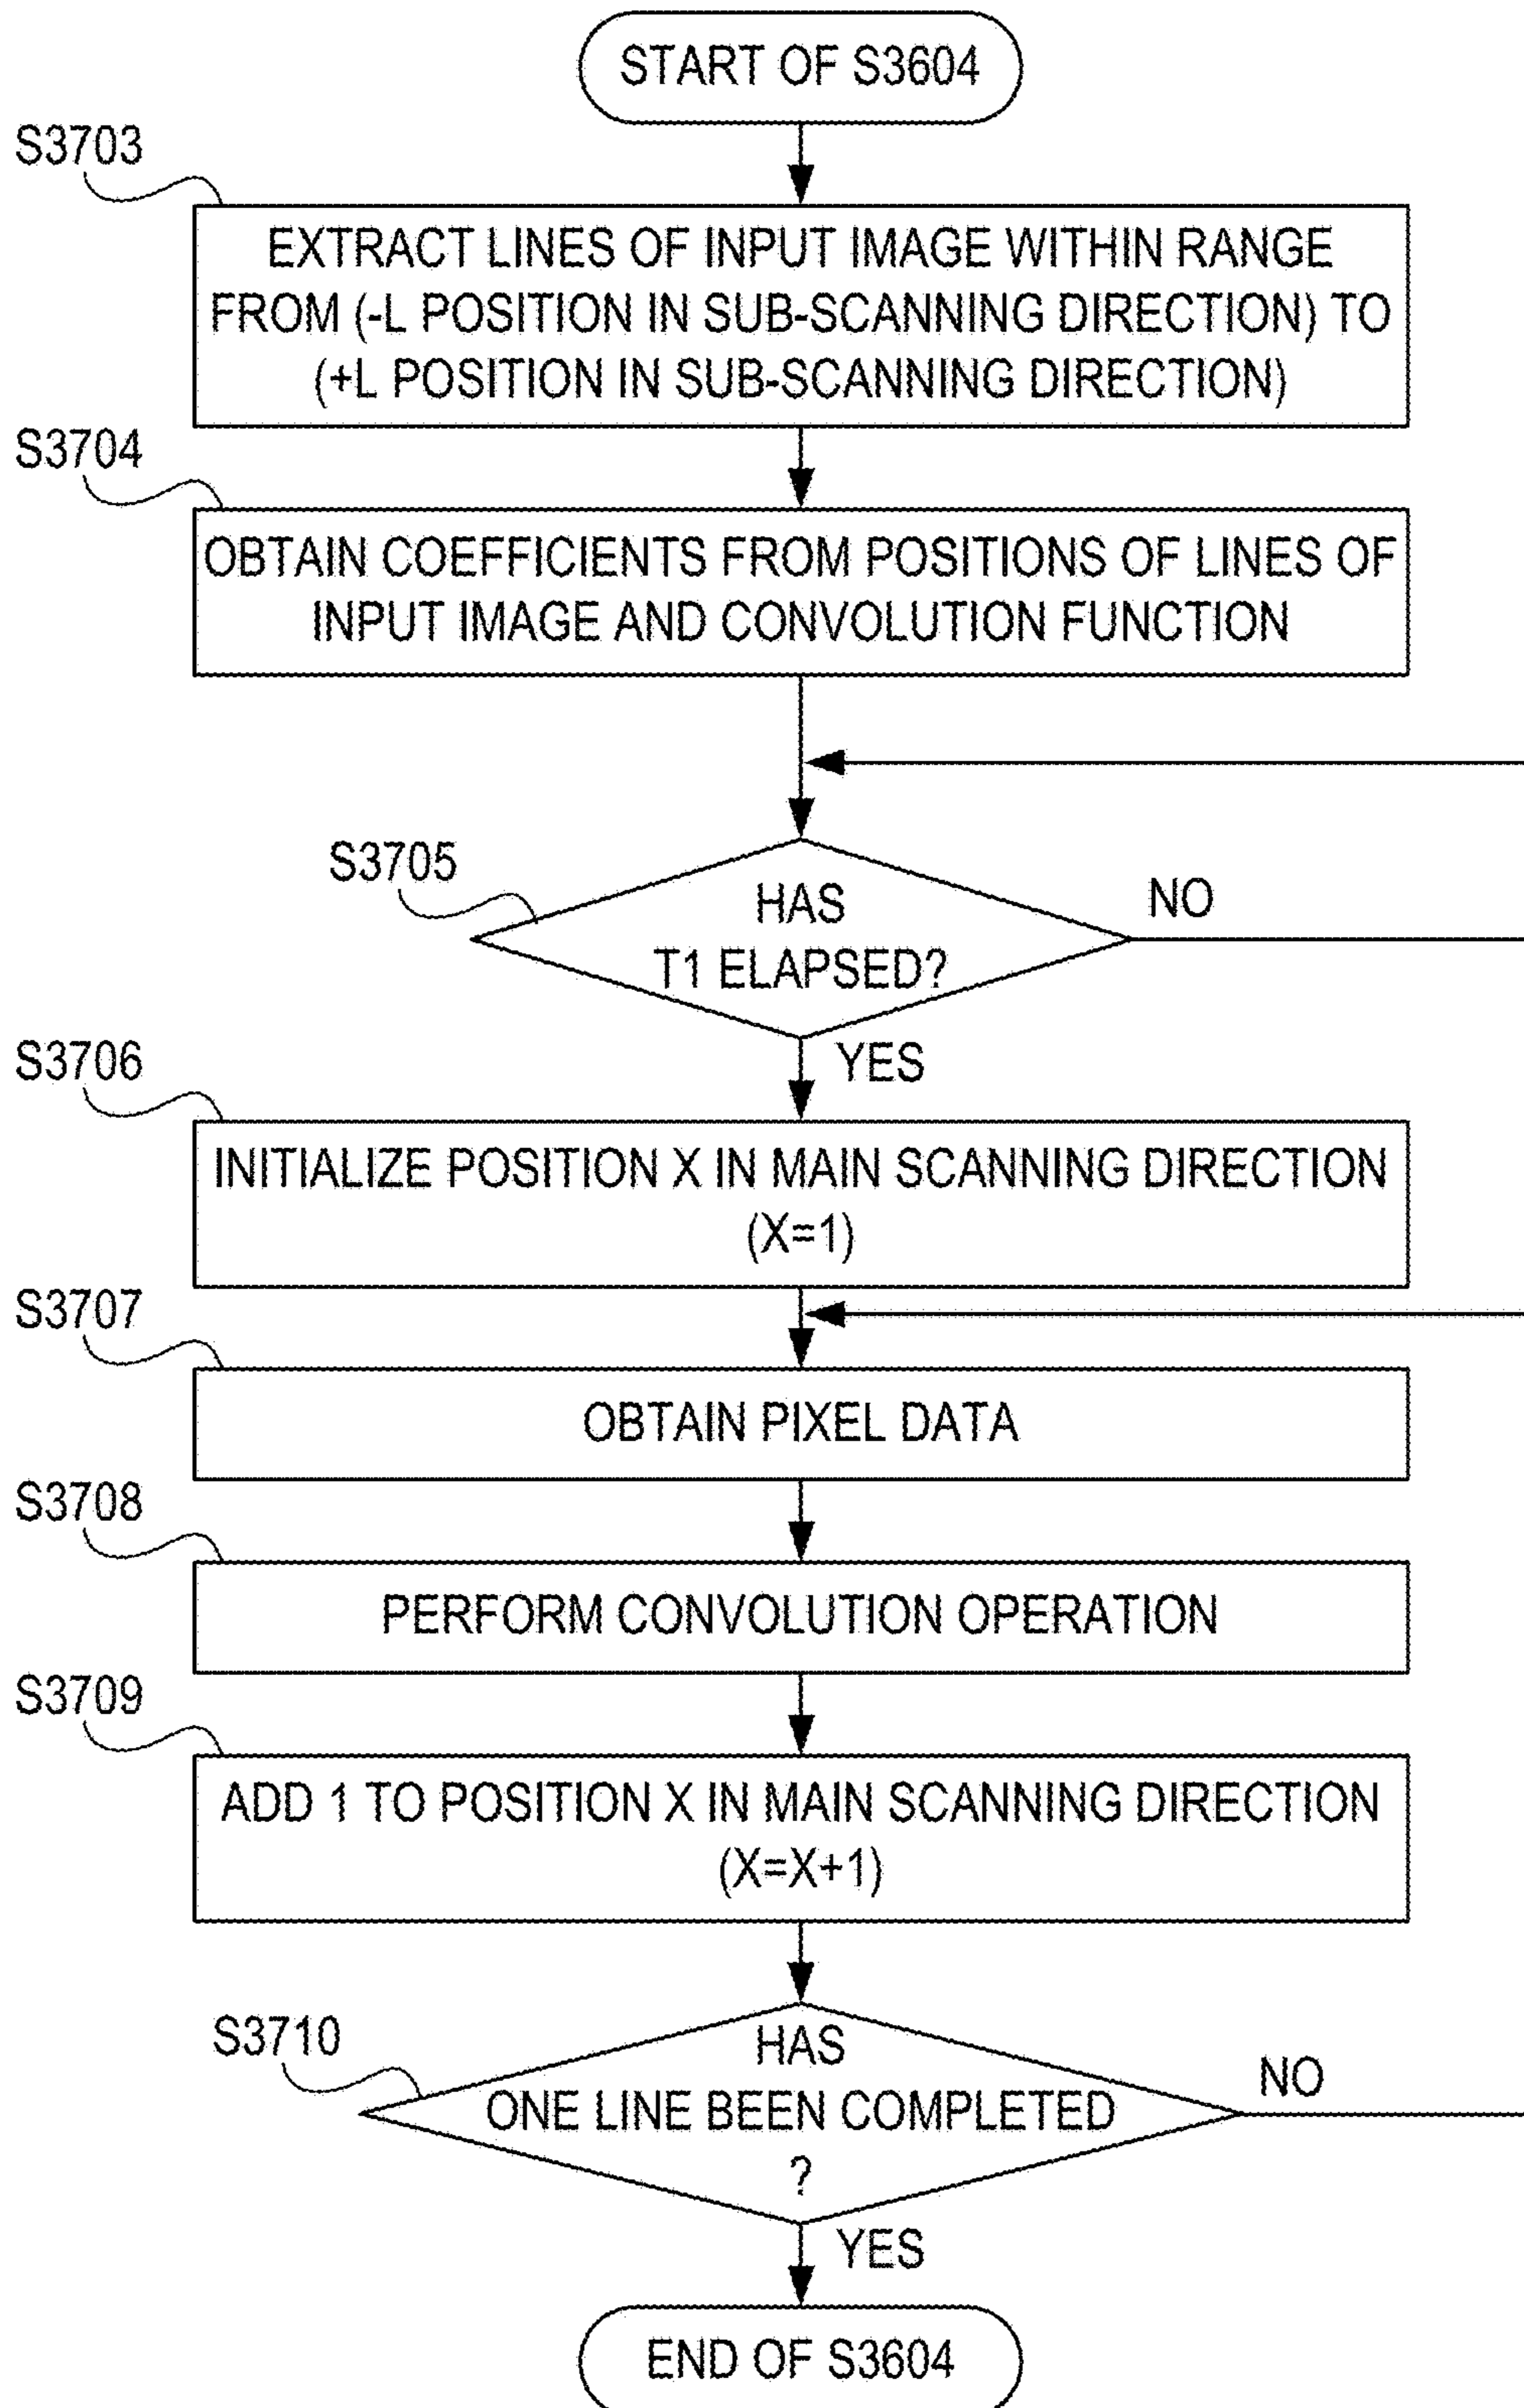 START OF S3604
S3703
EXTRACT LINES OF INPUT IMAGE WITHIN RANGE
FROM (-L POSITION IN SUB-SCANNING DIRECTION) TO
(+L POSITION IN SUB-SCANNING DIRECTION)
S3704
OBTAIN COEFFICIENTS FROM POSITIONS OF LINES OF
INPUT IMAGE AND CONVOLUTION FUNCTION
S3705
HAS
T1 ELAPSED?
NO
YES
S3706
INITIALIZE POSITION X IN MAIN SCANNING DIRECTION
(X=1)
S3707
OBTAIN PIXEL DATA
S3708
PERFORM CONVOLUTION OPERATION
S3709
ADD 1 TO POSITION X IN MAIN SCANNING DIRECTION
(X=X+1)
S3710
HAS
ONE LINE BEEN COMPLETED
?
NO
YES
END OF S3604